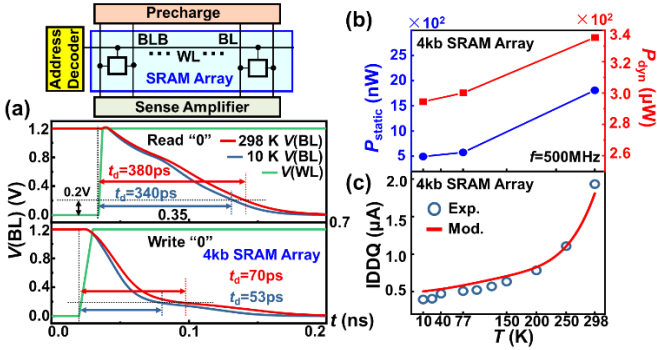 Precharge
Address
Decoder
BLB
BL
WL
SRAM Array
Sense Amplifier
(a)
V(BL) (V)
1.2
0.8
0.4
0.0
Read “0”
298 K V(BL)
10 K V(BL)
V(WL)
td=380ps
td=340ps
0.2V
0.35
0.7
1.2
0.8
0.4
0.0
Write “0”
4kb SRAM Array
td=70ps
td=53ps
0.0
0.1
0.2
t (ns)
(b)
×10²
30
25
20
15
10
5
Pstatic (nW)
4kb SRAM Array
f=500MHz
×10²
3.4
3.2
3.0
2.8
2.6
Pdyn (μW)
(c)
IDDQ (μA)
2.0
1.5
1.0
0.5
4kb SRAM Array
Exp.
Mod.
10 40 77 150 200 250 298
T (K)